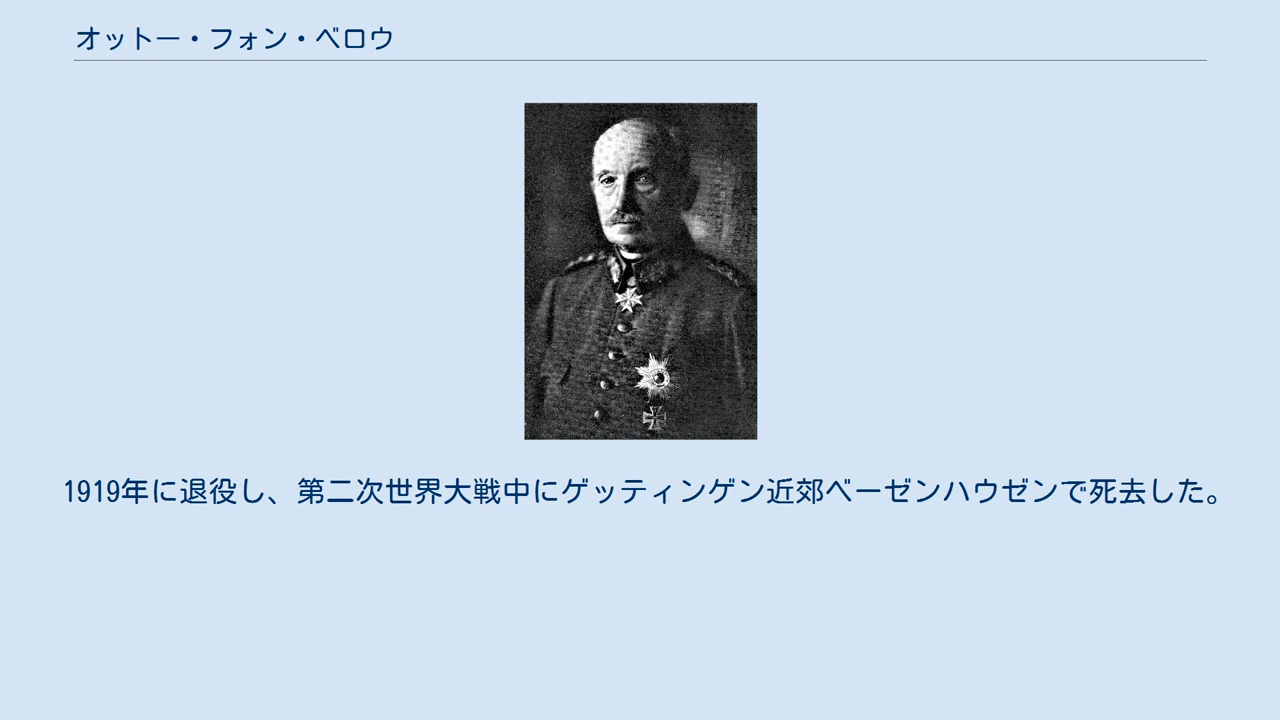 オットー・フォン・ベロウ
1919年に退役し、第二次世界大戦中にゲッティンゲン近郊ベーゼンハウゼンで死去した。